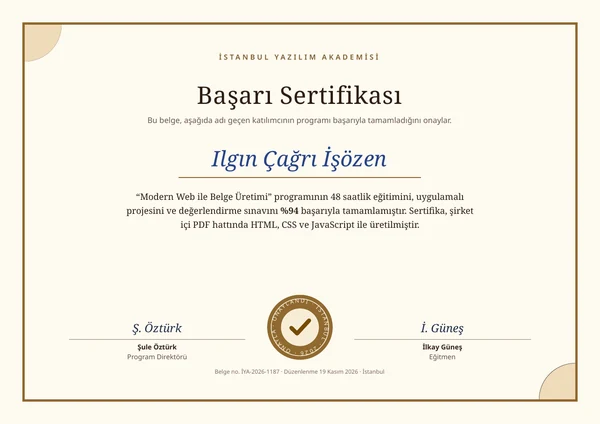 İSTANBUL YAZILIM AKADEMİSİ
Başarı Sertifikası
Bu belge, aşağıda adı geçen katılımcının programı başarıyla tamamladığını onaylar.
Ilgın Çağrı İşözen
“Modern Web ile Belge Üretimi” programının 48 saatlik eğitimini, uygulamalı
projesini ve değerlendirme sınavını %94 başarıyla tamamlamıştır. Sertifika, şirket
içi PDF hattında HTML, CSS ve JavaScript ile üretilmiştir.
Ş. Öztürk
Şule Öztürk
Program Direktörü
ONAYLANDI · İSTANBUL · 2026 ·
İ. Güneş
İlkay Güneş
Eğitmen
Belge no. İYA-2026-1187 · Düzenlenme 19 Kasım 2026 · İstanbul